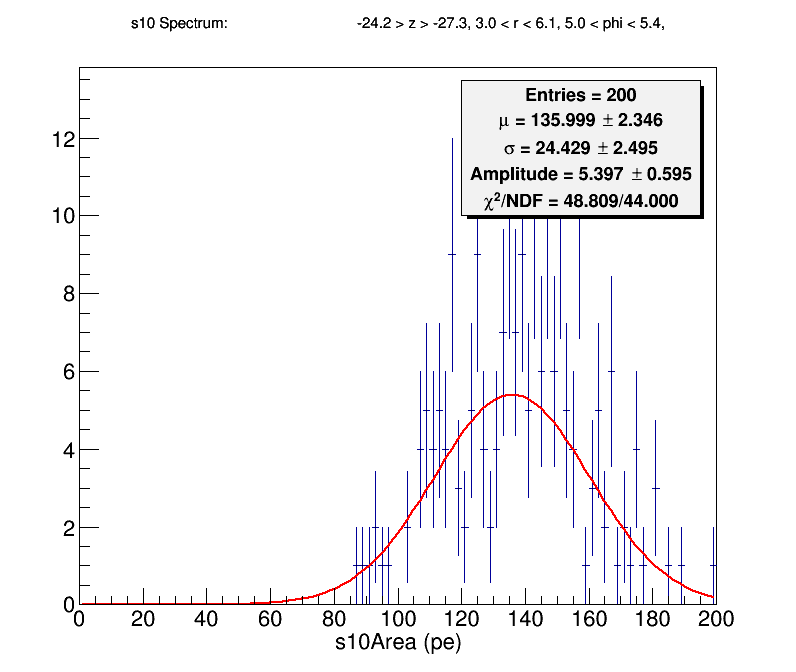 s10 Spectrum: -24.2 > z > -27.3, 3.0 < r < 6.1, 5.0 < phi < 5.4,
Entries = 200
μ = 135.999 ± 2.346
σ = 24.429 ± 2.495
Amplitude = 5.397 ± 0.595
χ²/NDF = 48.809/44.000
12
10
8
6
4
2
0
0 20 40 60 80 100 120 140 160 180 200
s10Area (pe)